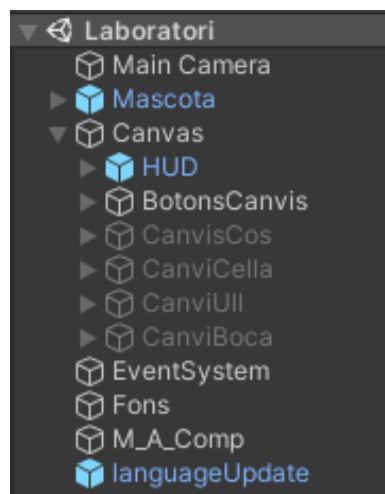 Laboratori
Main Camera
Mascota
Canvas
HUD
BotonsCanvis
CanvisCos
CanviCella
CanviUll
CanviBoca
EventSystem
Fons
M_A_Comp
languageUpdate